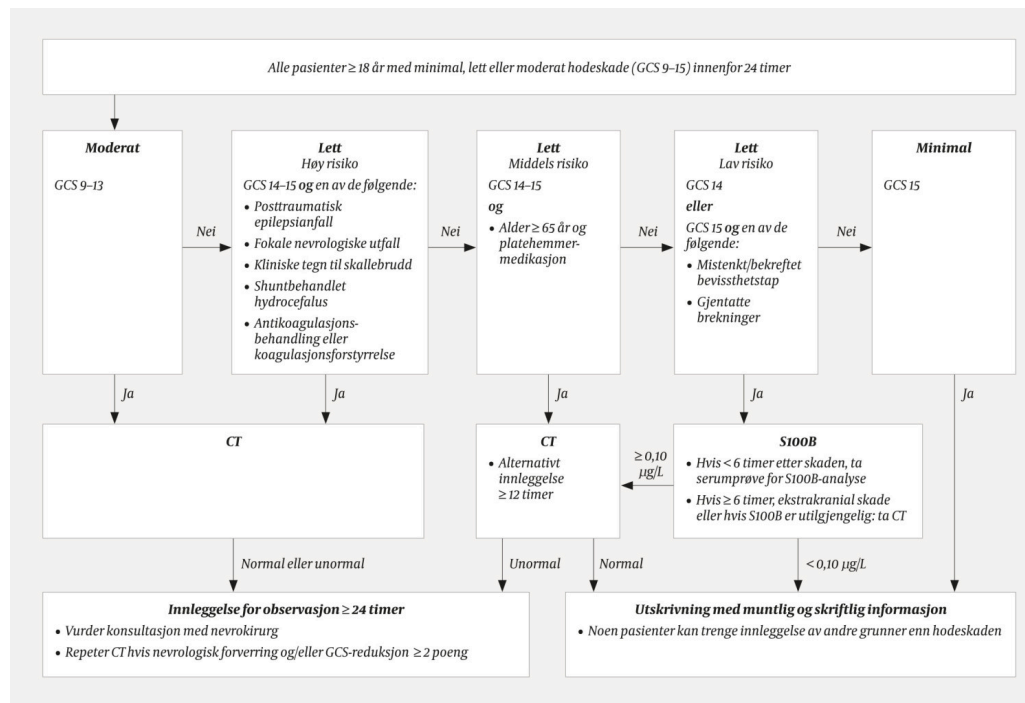 Alle pasienter ≥ 18 år med minimal, lett eller moderat hodeskade (GCS 9–15) innenfor 24 timer
Moderat
GCS 9–13
Nei
Lett
Høy risiko
GCS 14–15 og en av de følgende:
• Posttraumatisk
epilepsianfall
• Fokale nevrologiske utfall
• Kliniske tegn til skallebrudd
• Shuntbehandlet
hydrocefalus
• Antikoagulasjons-
behandling eller
koagulasjonsforstyrrelse
Nei
Lett
Middels risiko
GCS 14–15
og
• Alder ≥ 65 år og
platehemmer-
medikasjon
Nei
Lett
Lav risiko
GCS 14
eller
GCS 15 og en av de
følgende:
• Mistenkt/bekreftet
bevissthetstap
• Gjentatte
brekninger
Nei
Minimal
GCS 15
Ja
Ja
Ja
Ja
Ja
CT
CT
• Alternativt
innleggelse
≥ 12 timer
≥ 0,10
µg/L
S100B
• Hvis < 6 timer etter skaden, ta
serumprøve for S100B-analyse
• Hvis ≥ 6 timer, ekstrakranial skade
eller hvis S100B er utilgjengelig: ta CT
Normal eller unormal
Unormal
Normal
< 0,10 µg/L
Innleggelse for observasjon ≥ 24 timer
• Vurder konsultasjon med nevrokirurg
• Repeter CT hvis nevrologisk forverring og/eller GCS-reduksjon ≥ 2 poeng
Utskrivning med muntlig og skriftlig informasjon
• Noen pasienter kan trenge innleggelse av andre grunner enn hodeskaden